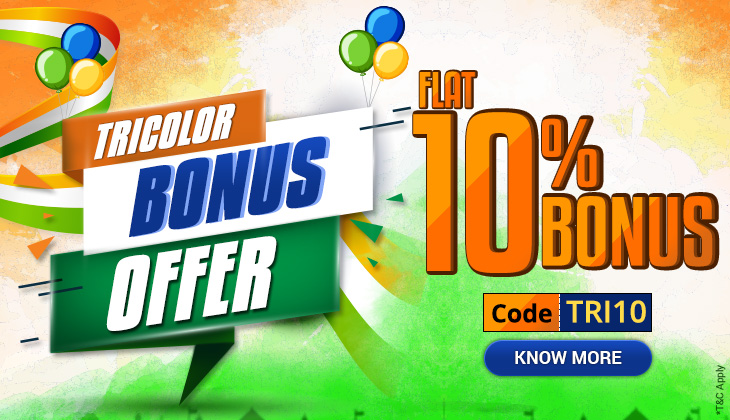 TRICOLOR
BONUS
OFFER
FLAT
10%
BONUS
Code TRI10
KNOW MORE
*T&C Apply